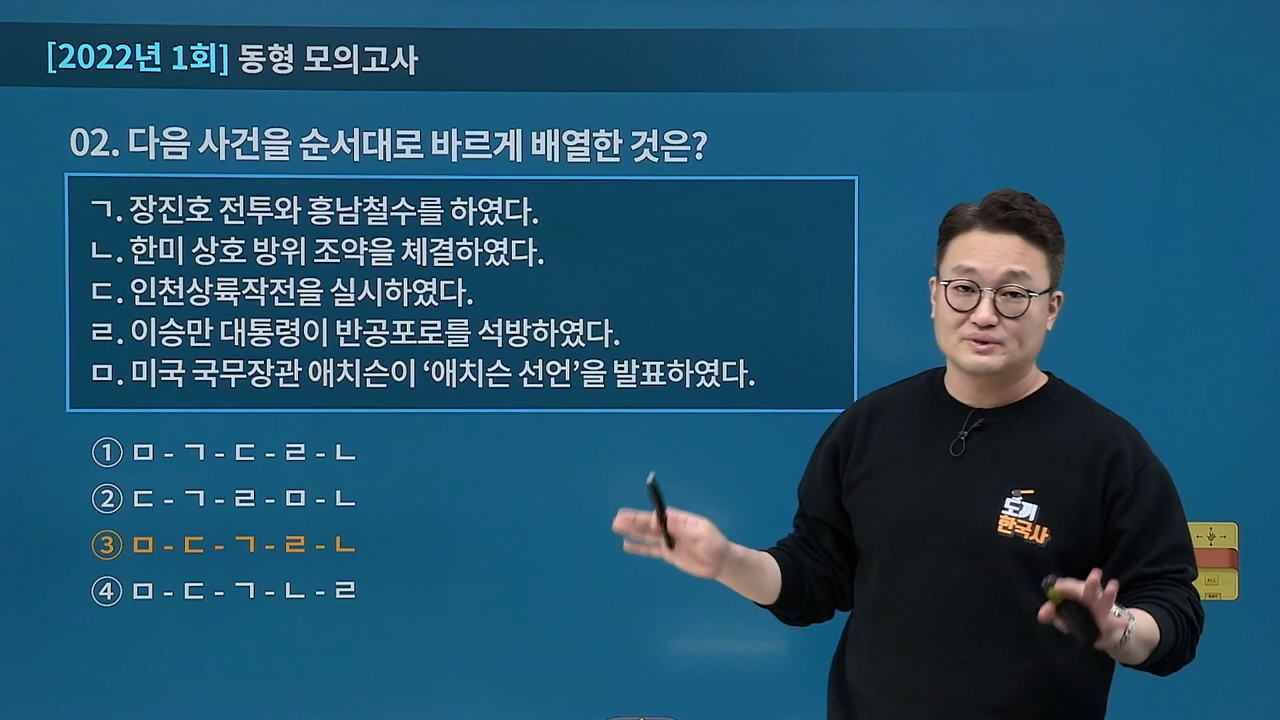 [2022년 1회] 동형 모의고사
02. 다음 사건을 순서대로 바르게 배열한 것은?
ㄱ. 장진호 전투와 흥남철수를 하였다.
ㄴ. 한미 상호 방위 조약을 체결하였다.
ㄷ. 인천상륙작전을 실시하였다.
ㄹ. 이승만 대통령이 반공포로를 석방하였다.
ㅁ. 미국 국무장관 애치슨이 ‘애치슨 선언’을 발표하였다.
① ㅁ - ㄱ - ㄷ - ㄹ - ㄴ
② ㄷ - ㄱ - ㄹ - ㅁ - ㄴ
③ ㅁ - ㄷ - ㄱ - ㄹ - ㄴ
④ ㅁ - ㄷ - ㄱ - ㄴ - ㄹ
도끼
한국사
ALL